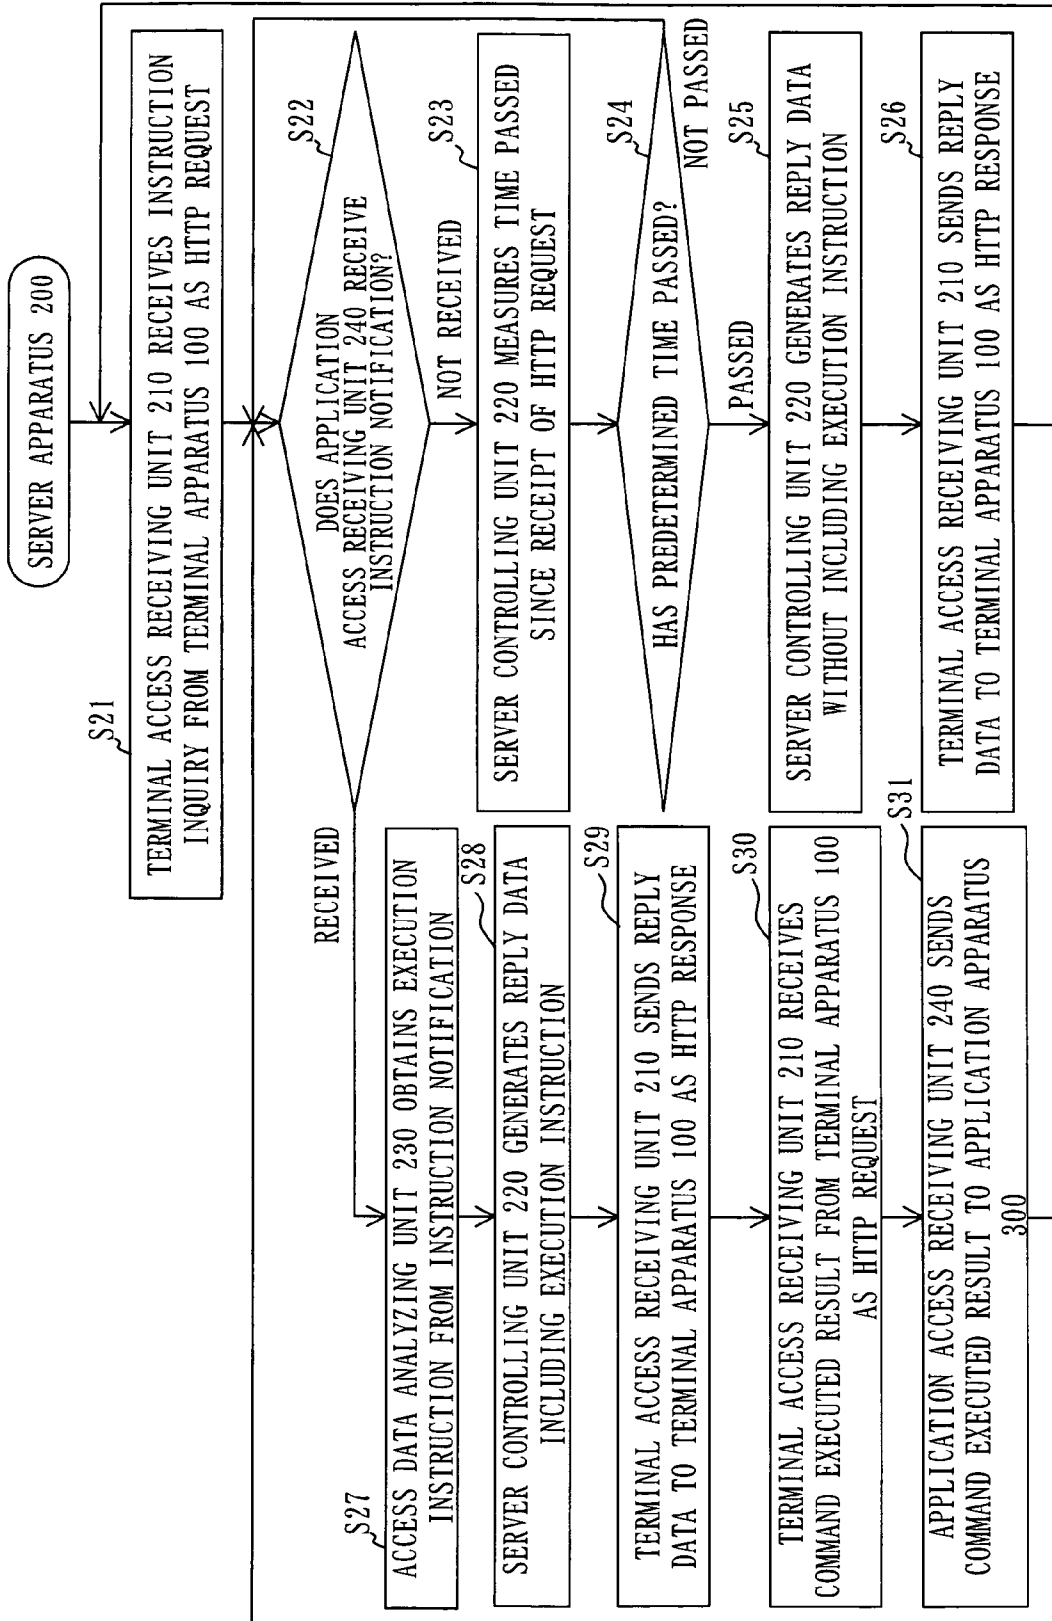 SERVER APPARATUS 200
S21
TERMINAL ACCESS RECEIVING UNIT 210 RECEIVES INSTRUCTION
INQUIRY FROM TERMINAL APPARATUS 100 AS HTTP REQUEST
S22
DOES APPLICATION
ACCESS RECEIVING UNIT 240 RECEIVE
INSTRUCTION NOTIFICATION?
RECEIVED
NOT RECEIVED
S23
SERVER CONTROLLING UNIT 220 MEASURES TIME PASSED
SINCE RECEIPT OF HTTP REQUEST
S24
HAS PREDETERMINED TIME PASSED?
NOT PASSED
PASSED
S25
SERVER CONTROLLING UNIT 220 GENERATES REPLY DATA
WITHOUT INCLUDING EXECUTION INSTRUCTION
S26
TERMINAL ACCESS RECEIVING UNIT 210 SENDS REPLY
DATA TO TERMINAL APPARATUS 100 AS HTTP RESPONSE
S27
ACCESS DATA ANALYZING UNIT 230 OBTAINS EXECUTION
INSTRUCTION FROM INSTRUCTION NOTIFICATION
S28
SERVER CONTROLLING UNIT 220 GENERATES REPLY DATA
INCLUDING EXECUTION INSTRUCTION
S29
TERMINAL ACCESS RECEIVING UNIT 210 SENDS REPLY
DATA TO TERMINAL APPARATUS 100 AS HTTP RESPONSE
S30
TERMINAL ACCESS RECEIVING UNIT 210 RECEIVES
COMMAND EXECUTED RESULT FROM TERMINAL APPARATUS 100
AS HTTP REQUEST
S31
APPLICATION ACCESS RECEIVING UNIT 240 SENDS
COMMAND EXECUTED RESULT TO APPLICATION APPARATUS
300